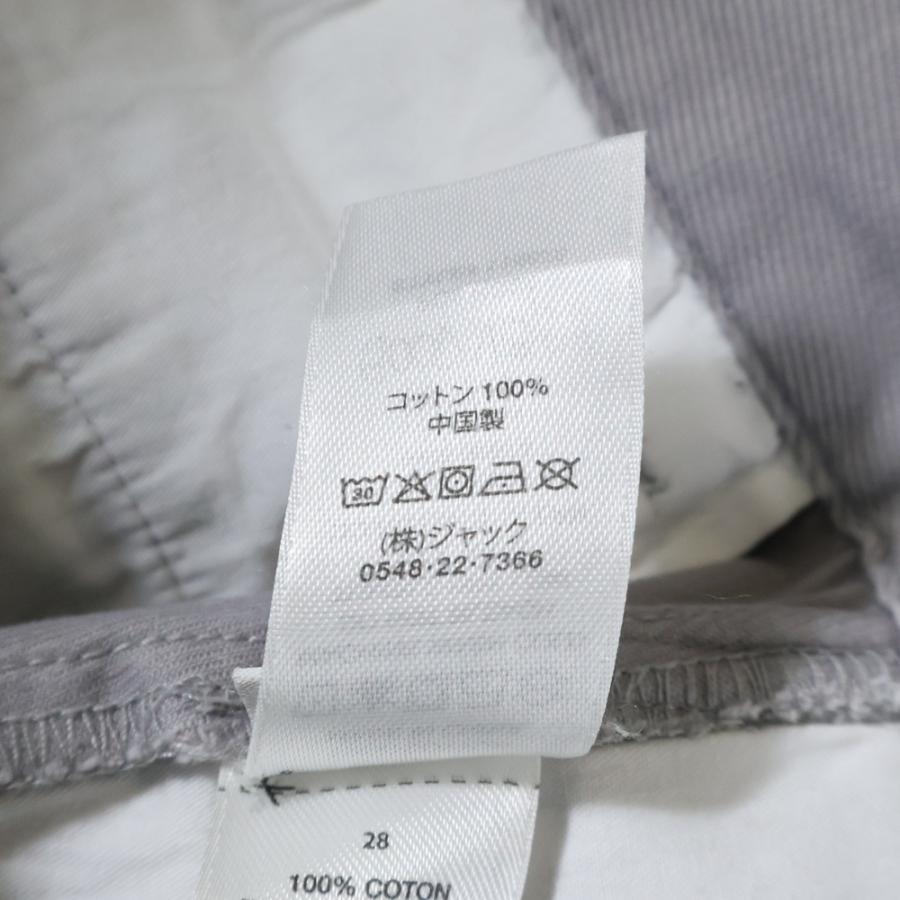 コットン 100%
中国製
30
(株)ジャック
0548·22·7366
28
100% COTON